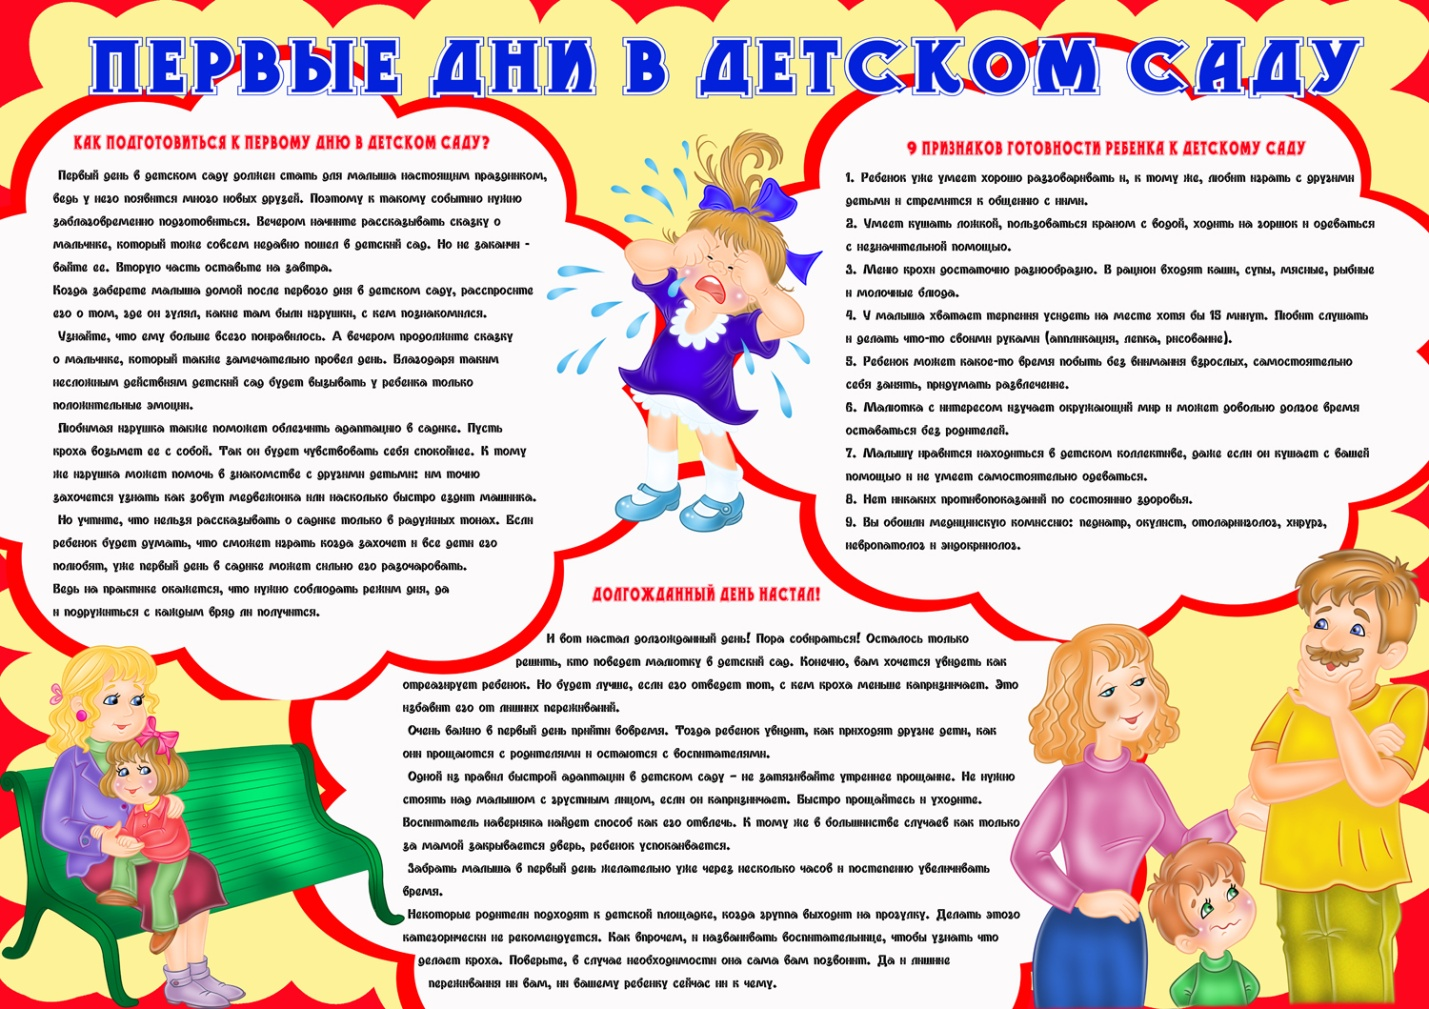 ПЕРВЫЕ ДНИ В ДЕТСКОМ САДУ
КАК ПОДГОТОВИТЬСЯ К ПЕРВОМУ ДНЮ В ДЕТСКОМ САДУ?
Первый день в детском саду должен стать для малыша настоящим праздником,
ведь у него появится много новых друзей. Поэтому к такому событию нужно
заблаговременно подготовиться. Вечером начните рассказывать сказку о
мальчике, который тоже совсем недавно пошел в детский сад. Но не заканчи -
вайте ее. Вторую часть оставьте на завтра.
Когда заберете малыша домой после первого дня в детском саду, расспросите
его о том, где он гулял, какие там были игрушки, с кем познакомился.
Узнайте, что ему больше всего понравилось. А вечером продолжите сказку
о мальчике, который также замечательно провел день. Благодаря таким
несложным действиям детский сад будет вызывать у ребенка только
положительные эмоции.
Любимая игрушка также поможет облегчить адаптацию в садике. Пусть
кроха возьмет ее с собой. Так он будет чувствовать себя спокойнее. К тому
же игрушка может помочь в знакомстве с другими детьми: им точно
захочется узнать как зовут медвежонка или насколько быстро ездит машинка.
Но учтите, что нельзя рассказывать о садике только в радужных тонах. Если
ребенок будет думать, что сможет играть когда захочет и все дети его
полюбят, уже первый день в садике может сильно его разочаровать.
Ведь на практике окажется, что нужно соблюдать режим дня, да
и подружиться с каждым вряд ли получится.
9 ПРИЗНАКОВ ГОТОВНОСТИ РЕБЕНКА К ДЕТСКОМУ САДУ
1. Ребенок уже умеет хорошо разговаривать и, к тому же, любит играть с другими
детьми и стремится к общению с ними.
2. Умеет кушать ложкой, пользоваться краном с водой, ходить на горшок и одеваться
с незначительной помощью.
3. Меню крохи достаточно разнообразно. В рацион входят каши, супы, мясные, рыбные
и молочные блюда.
4. У малыша хватает терпения усидеть на месте хотя бы 15 минут. Любит слушать
и делать что-то своими руками (аппликация, лепка, рисование).
5. Ребенок может какое-то время побыть без внимания взрослых, самостоятельно
себя занять, придумать развлечение.
6. Малютка с интересом изучает окружающий мир и может довольно долгое время
оставаться без родителей.
7. Малышу нравится находиться в детском коллективе, даже если он кушает с вашей
помощью и не умеет самостоятельно одеваться.
8. Нет никаких противопоказаний по состоянию здоровья.
9. Вы обошли медицинскую комиссию: педиатр, окулист, отоларинголог, хирург,
невропатолог и эндокринолог.
ДОЛГОЖДАННЫЙ ДЕНЬ НАСТАЛ!
И вот настал долгожданный день! Пора собираться! Осталось только
решить, кто поведет малютку в детский сад. Конечно, вам хочется увидеть как
отреагирует ребенок. Но будет лучше, если его отведет тот, с кем кроха меньше капризничает. Это
избавит его от лишних переживаний.
Очень важно в первый день прийти вовремя. Тогда ребенок увидит, как приходят другие дети, как
они прощаются с родителями и остаются с воспитателями.
Одной из правил быстрой адаптации в детском саду – не затягивайте утреннее прощание. Не нужно
стоять над малышом с грустным лицом, если он капризничает. Быстро прощайтесь и уходите.
Воспитатель наверняка найдет способ как его отвлечь. К тому же в большинстве случаев как только
за мамой закрывается дверь, ребенок успокаивается.
Забрать малыша в первый день желательно уже через несколько часов и постепенно увеличивать
время.
Некоторые родители подходят к детской площадке, когда группа выходит на прогулку. Делать этого
категорически не рекомендуется. Как впрочем, и названивать воспитательнице, чтобы узнать что
делает кроха. Поверьте, в случае необходимости она сама вам позвонит. Да и лишние
переживания ни вам, ни вашему ребенку сейчас ни к чему.